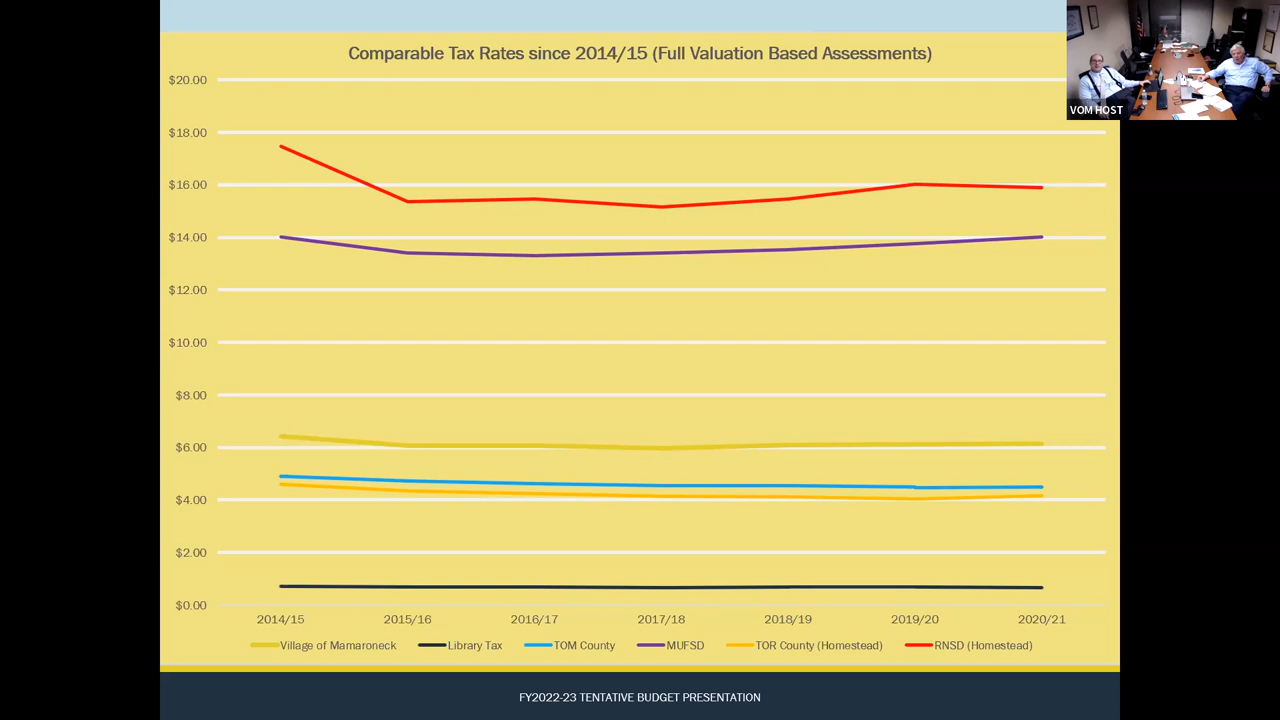 Comparable Tax Rates since 2014/15 (Full Valuation Based Assessments)
$20.00
$18.00
$16.00
$14.00
$12.00
$10.00
$8.00
$6.00
$4.00
$2.00
$0.00
2014/15 2015/16 2016/17 2017/18 2018/19 2019/20 2020/21
Village of Mamaroneck Library Tax TOM County MUFSD TOR County (Homestead) RNSD (Homestead)
FY2022-23 TENTATIVE BUDGET PRESENTATION
VOM HOST